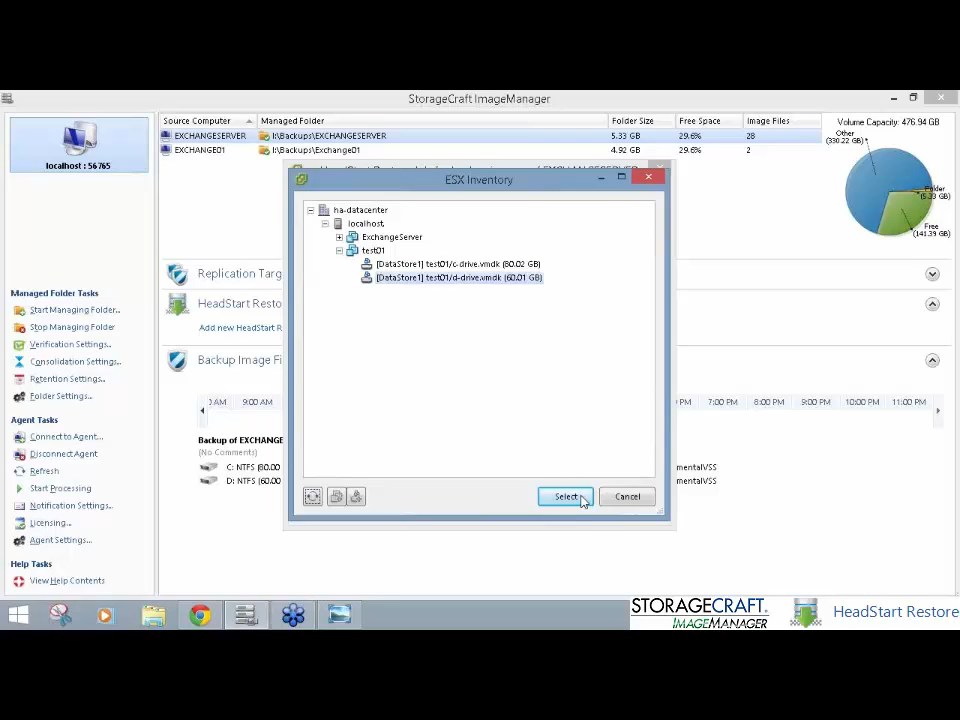 StorageCraft ImageManager
localhost : 56765
Source Computer Managed Folder Folder Size Free Space Image Files
EXCHANGESERVER I:\Backups\EXCHANGESERVER 5.33 GB 29.6% 28
EXCHANGE01 I:\Backups\Exchange01 4.92 GB 29.6% 2
Volume Capacity: 476.94 GB
Other
(330.22 GB)
Folder
(5.33 GB)
Free
(141.39 GB)
ESX Inventory
ha-datacenter
localhost.
ExchangeServer
test01
[DataStore1] test01/c-drive.vmdk (80.02 GB)
[DataStore1] test01/d-drive.vmdk (60.01 GB)
Select
Cancel
Replication Targ
HeadStart Resto
Add new HeadStart R
Backup Image Fi
AM 9:00 AM
PM 7:00 PM 8:00 PM 9:00 PM 10:00 PM 11:00 PM
Backup of EXCHANGE
(No Comments)
C: NTFS (80.00
mentalVSS
D: NTFS (60.00
mentalVSS
Managed Folder Tasks
Start Managing Folder...
Stop Managing Folder
Verification Settings...
Consolidation Settings...
Retention Settings...
Folder Settings...
Agent Tasks
Connect to Agent...
Disconnect Agent
Refresh
Start Processing
Notification Settings...
Licensing...
Agent Settings...
Help Tasks
View Help Contents
STORAGECRAFT.
IMAGEMANAGER
HeadStart Restore